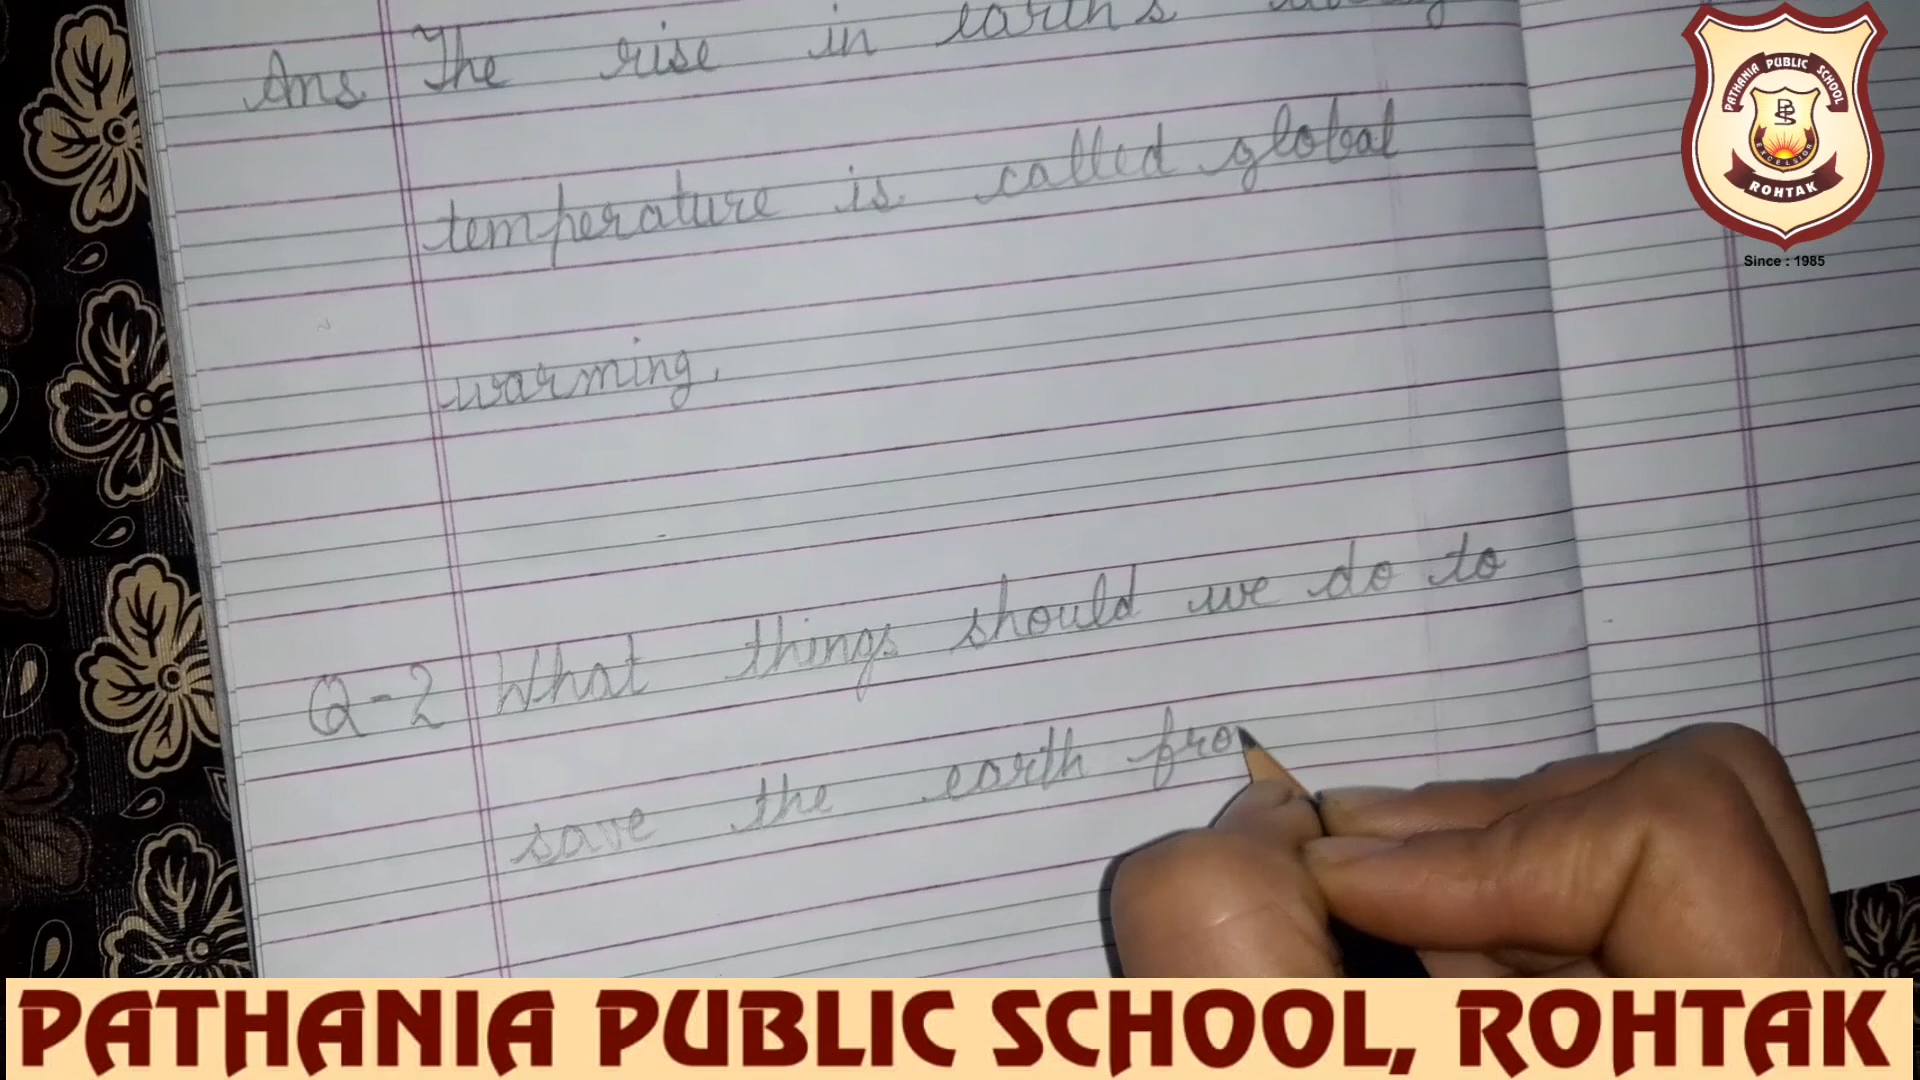 Ans The rise in earth's
temperature is called global
warming.
Q-2 What things should we do to
save the earth fro
PATHANIA PUBLIC SCHOOL
EXCELSIOR
ROHTAK
Since : 1985
PATHANIA PUBLIC SCHOOL, ROHTAK